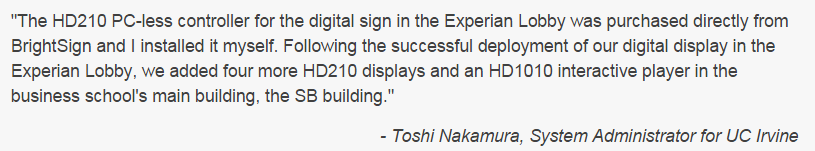 "The HD210 PC-less controller for the digital sign in the Experian Lobby was purchased directly from
BrightSign and I installed it myself. Following the successful deployment of our digital display in the
Experian Lobby, we added four more HD210 displays and an HD1010 interactive player in the
business school's main building, the SB building."
- Toshi Nakamura, System Administrator for UC Irvine